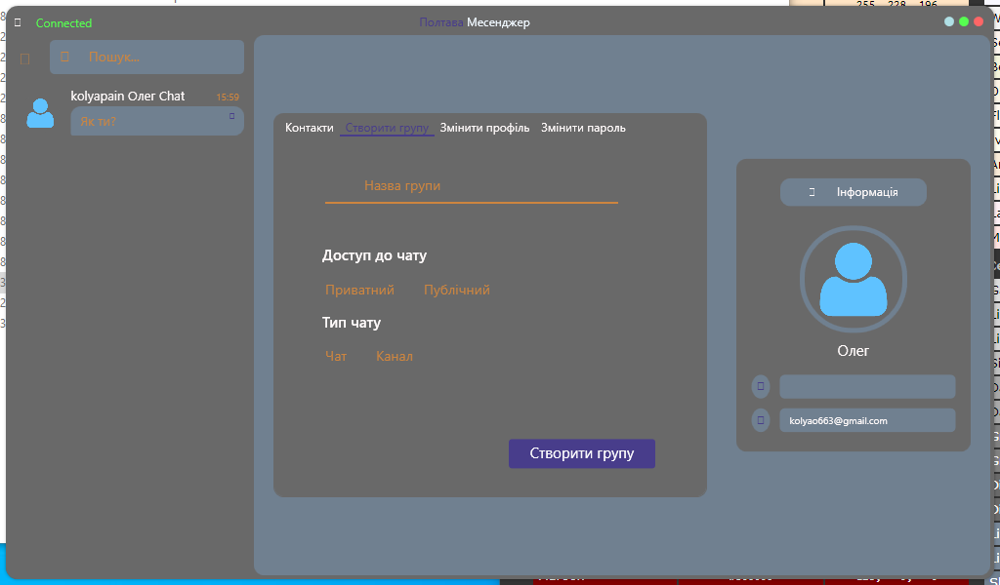 Connected
Полтава Месенджер
Пошук...
kolyapain Олег Chat 15:59
Як ти?
Контакти Створити групу Змінити профіль Змінити пароль
Назва групи
Доступ до чату
Приватний Публічний
Тип чату
Чат Канал
Створити групу
Інформація
Олег
kolyao663@gmail.com